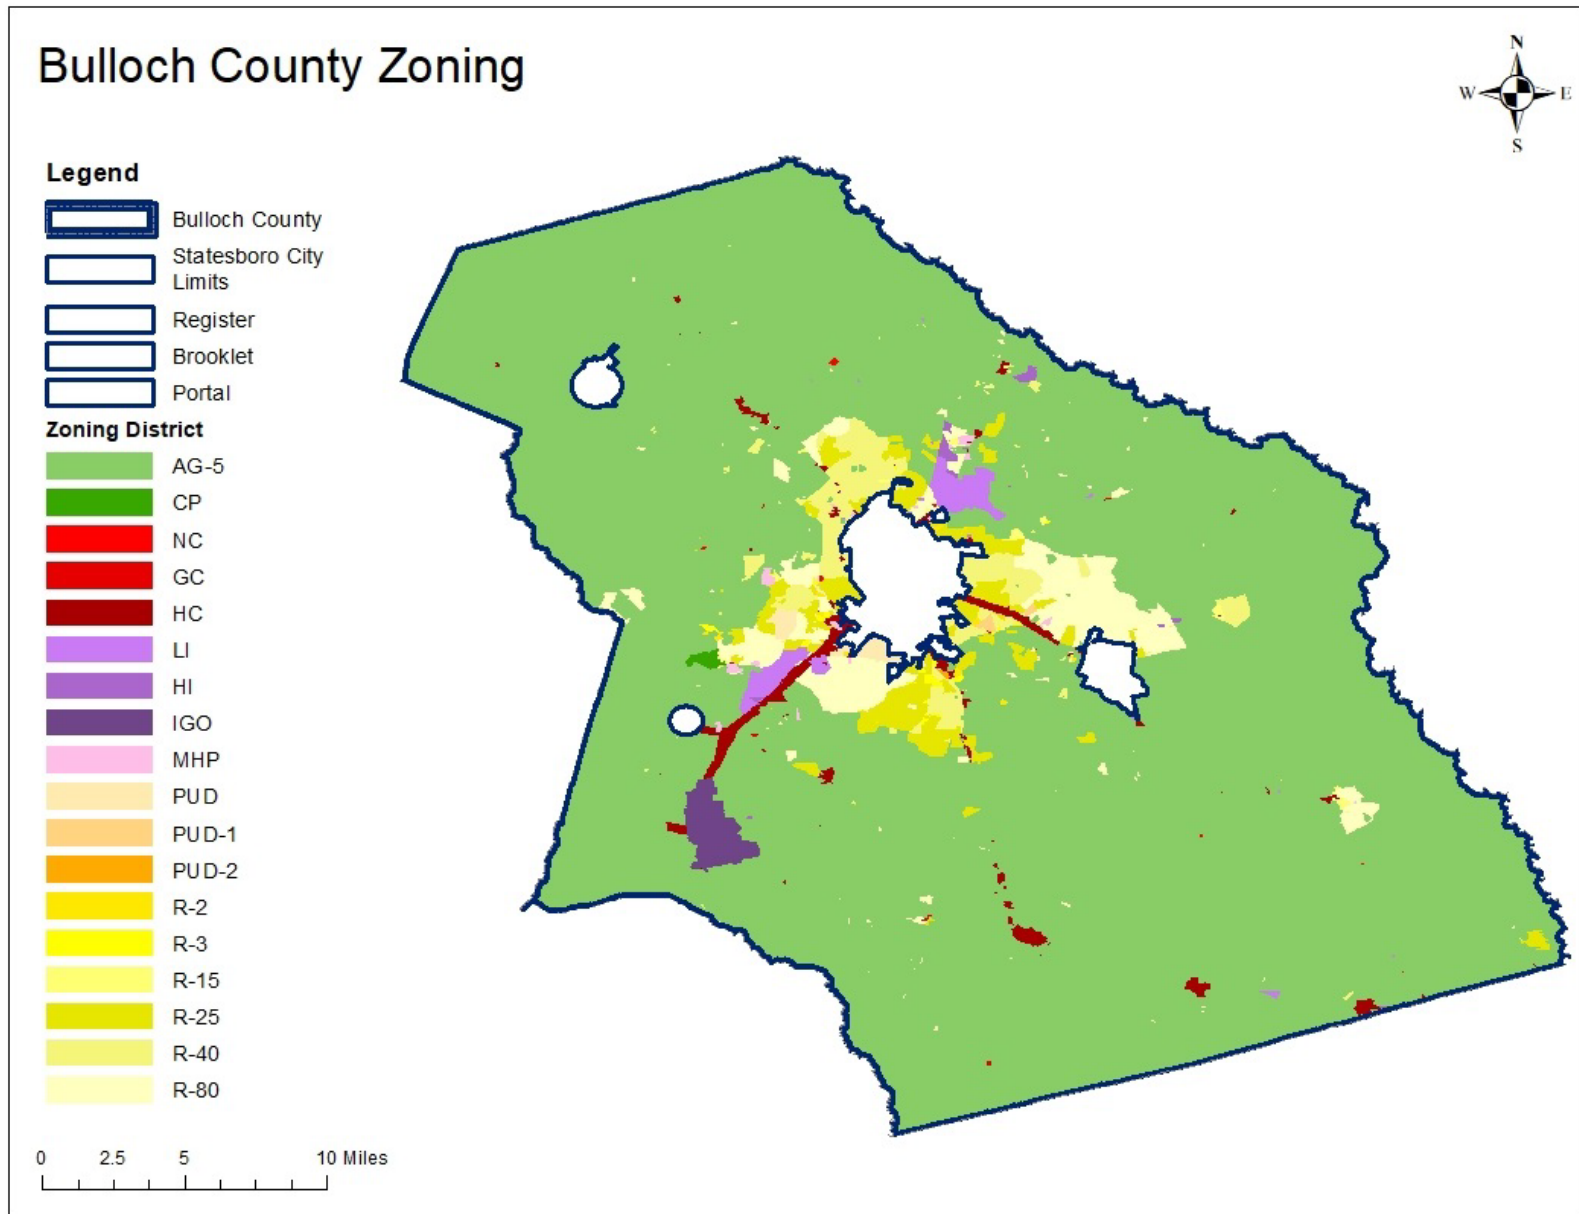 Bulloch County Zoning
N
W E
S
Legend
Bulloch County
Statesboro City
Limits
Register
Brooklet
Portal
Zoning District
AG-5
CP
NC
GC
HC
LI
HI
IGO
MHP
PUD
PUD-1
PUD-2
R-2
R-3
R-15
R-25
R-40
R-80
0 2.5 5 10 Miles